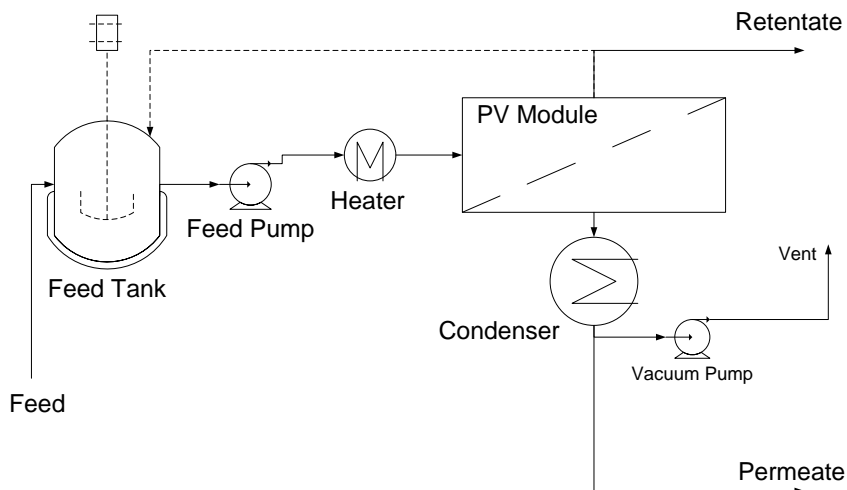 Retentate
PV Module
Heater
Feed Pump
Feed Tank
Vent
Condenser
Vacuum Pump
Feed
Permeate